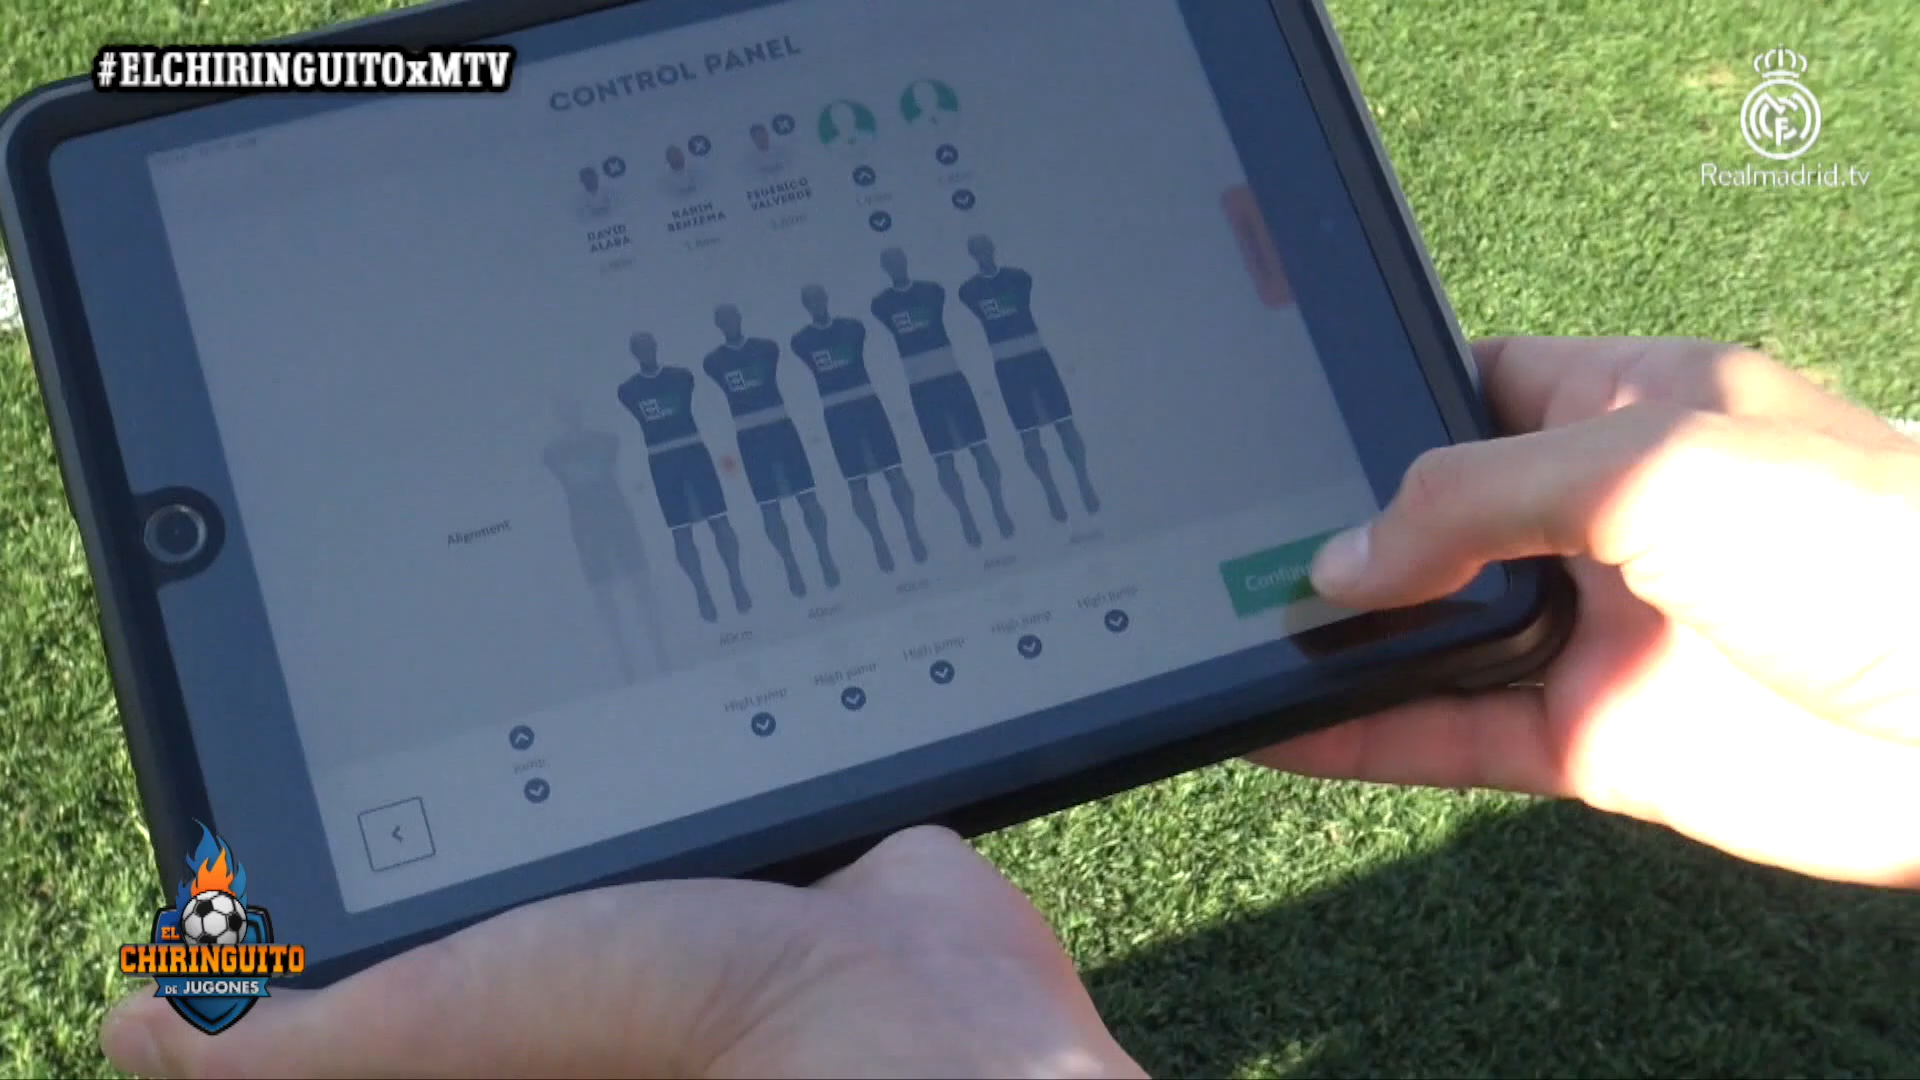 #ELCHIRINGUITOxMTV
Realmadrid.tv
CONTROL PANEL
DAVID
ALABA
KARIM
BENZEMA
FEDERICO
VALVERDE
Alignment
High jump
High jump
High jump
High jump
High jump
Jump
EL
CHIRINGUITO
DE JUGONES